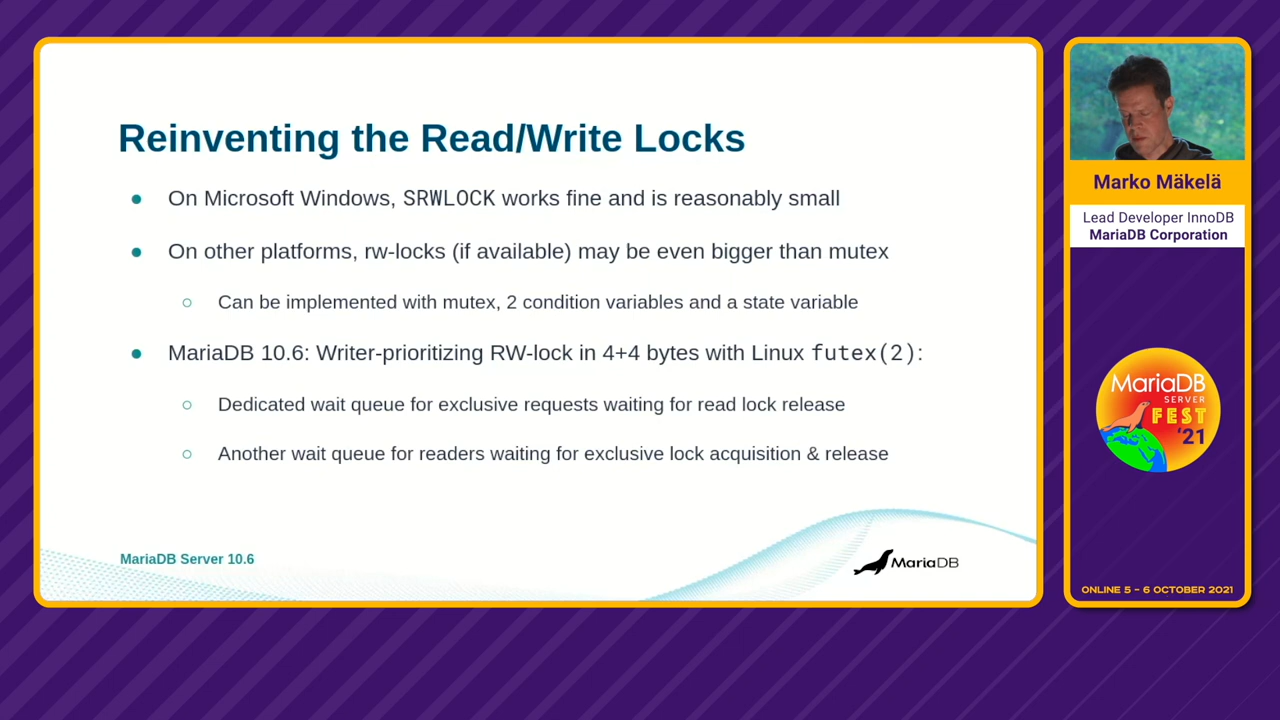 Reinventing the Read/Write Locks
● On Microsoft Windows, SRWLOCK works fine and is reasonably small
● On other platforms, rw-locks (if available) may be even bigger than mutex
○ Can be implemented with mutex, 2 condition variables and a state variable
● MariaDB 10.6: Writer-prioritizing RW-lock in 4+4 bytes with Linux futex(2):
○ Dedicated wait queue for exclusive requests waiting for read lock release
○ Another wait queue for readers waiting for exclusive lock acquisition & release
MariaDB Server 10.6
MariaDB
Marko Mäkelä
Lead Developer InnoDB
MariaDB Corporation
MariaDB
SERVER
FEST
'21
ONLINE 5 – 6 OCTOBER 2021